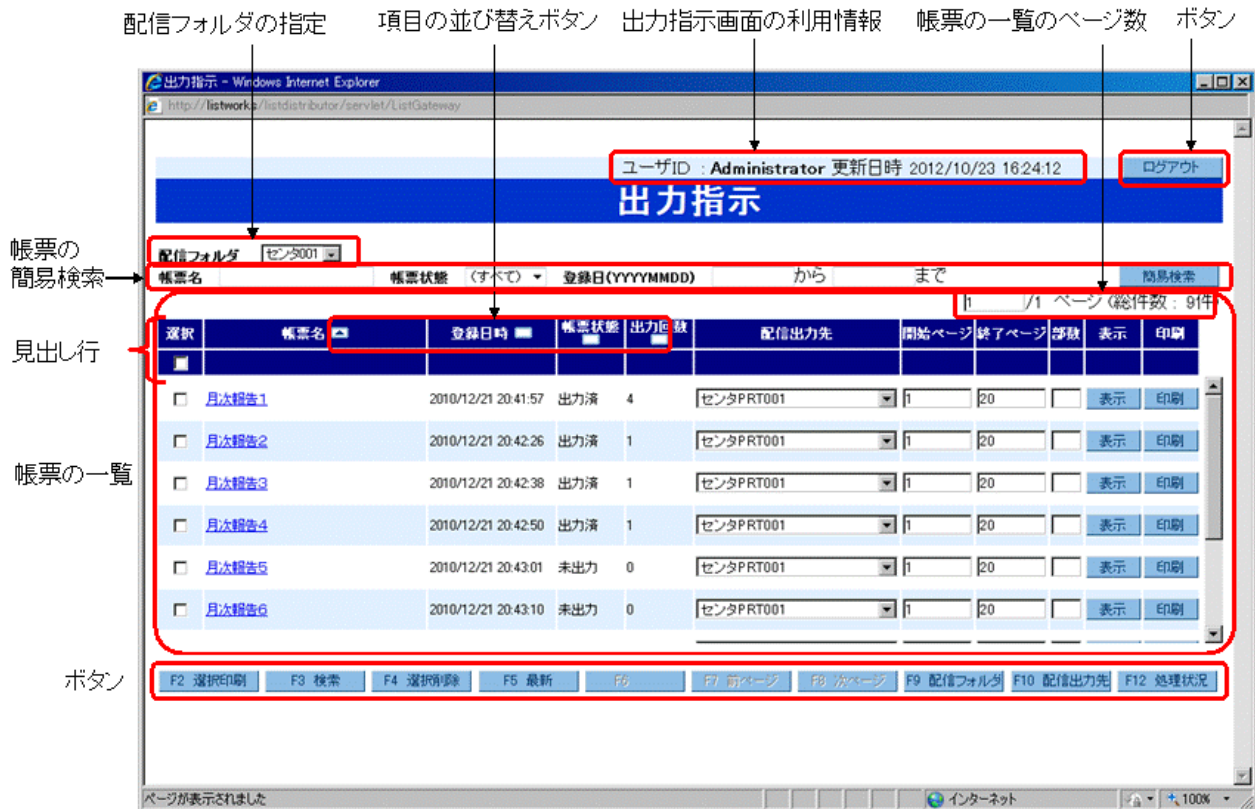 配信フォルダの指定 項目の並び替えボタン 出力指示画面の利用情報 帳票の一覧のページ数 ボタン
出力指示 - Windows Internet Explorer
http://listworks/listdistributor/servlet/ListGateway
ユーザID : Administrator 更新日時 2012/10/23 16:24:12 ログアウト
出力指示
配信フォルダ センタ001
帳票の
簡易検索
帳票名 帳票状態 (すべて) 登録日(YYYYMMDD) から まで 簡易検索
1 /1 ページ (総件数 : 9件
見出し行
選択 帳票名 登録日時 帳票状態 出力回数 配信出力先 開始ページ 終了ページ 部数 表示 印刷
月次報告1 2010/12/21 20:41:57 出力済 4 センタPRT001 1 20 表示 印刷
月次報告2 2010/12/21 20:42:26 出力済 1 センタPRT001 1 20 表示 印刷
帳票の一覧
月次報告3 2010/12/21 20:42:38 出力済 1 センタPRT001 1 20 表示 印刷
月次報告4 2010/12/21 20:42:50 出力済 1 センタPRT001 1 20 表示 印刷
月次報告5 2010/12/21 20:43:01 未出力 0 センタPRT001 1 20 表示 印刷
月次報告6 2010/12/21 20:43:10 未出力 0 センタPRT001 1 20 表示 印刷
ボタン
F2 選択印刷 F3 検索 F4 選択削除 F5 最新 F6 F7 前ページ F8 次ページ F9 配信フォルダ F10 配信出力先 F12 処理状況
ページが表示されました インターネット 100%